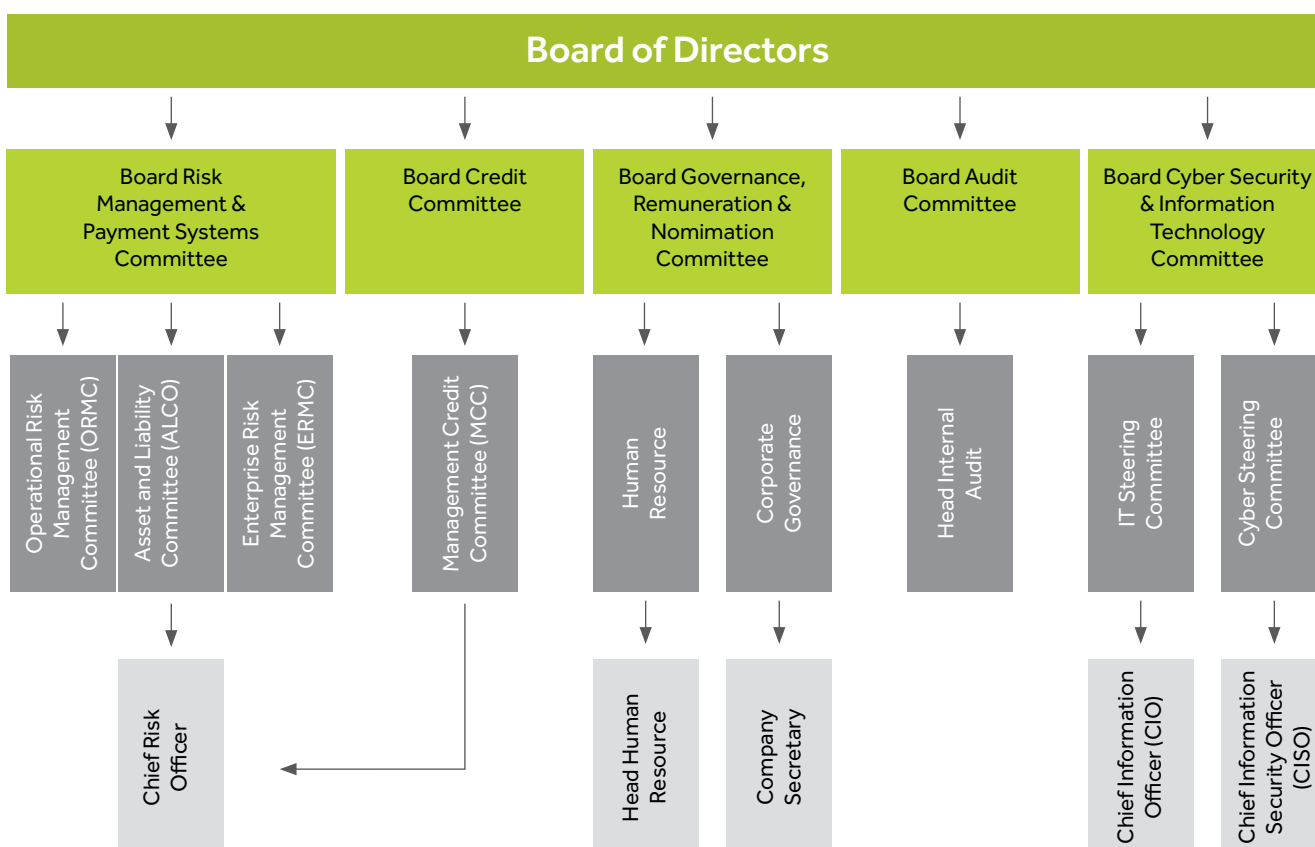 Board of Directors
Board Risk
Management &
Payment Systems
Committee
Board Credit
Committee
Board Governance,
Remuneration &
Nomimation
Committee
Board Audit
Committee
Board Cyber Security
& Information
Technology
Committee
Operational Risk
Management
Committee (ORMC)
Asset and Liability
Committee (ALCO)
Enterprise Risk
Management
Committee (ERMC)
Management Credit
Committee (MCC)
Human
Resource
Corporate
Governance
Head Internal
Audit
IT Steering
Committee
Cyber Steering
Committee
Chief Risk
Officer
Head Human
Resource
Company
Secretary
Chief Information
Officer (CIO)
Chief Information
Security Officer
(CISO)